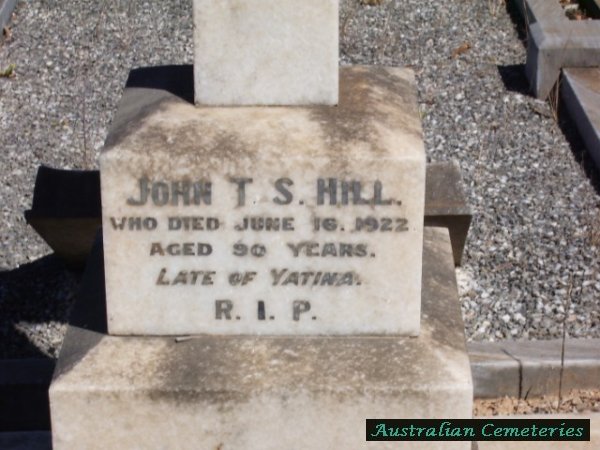 JOHN T. S. HILL.
WHO DIED JUNE 16. 1922
AGED 90 YEARS.
LATE OF YATINA.
R. I. P.
Australian Cemeteries